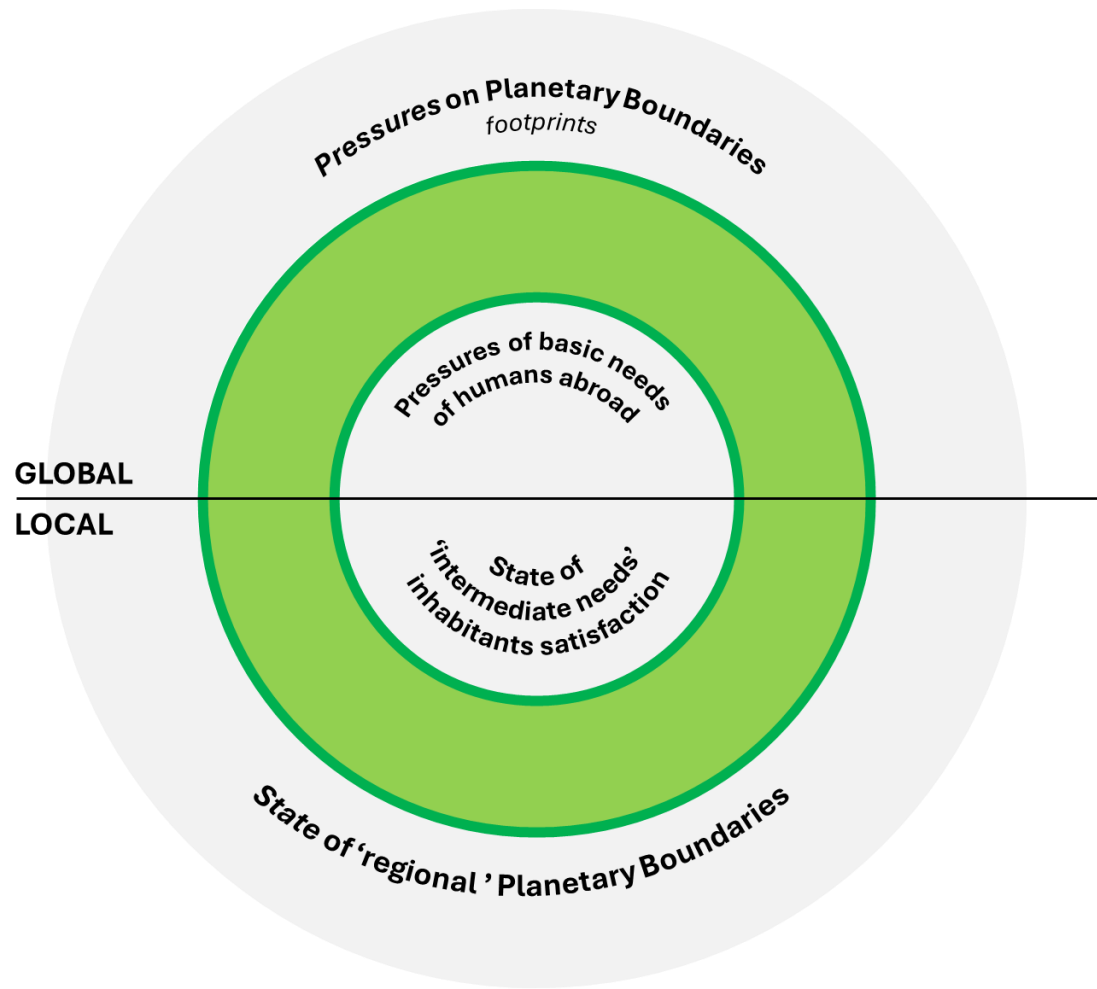 Pressures on Planetary Boundaries
footprints
Pressures of basic needs
of humans abroad
GLOBAL
LOCAL
State of
‘intermediate needs’
inhabitants satisfaction
State of ‘regional ’ Planetary Boundaries